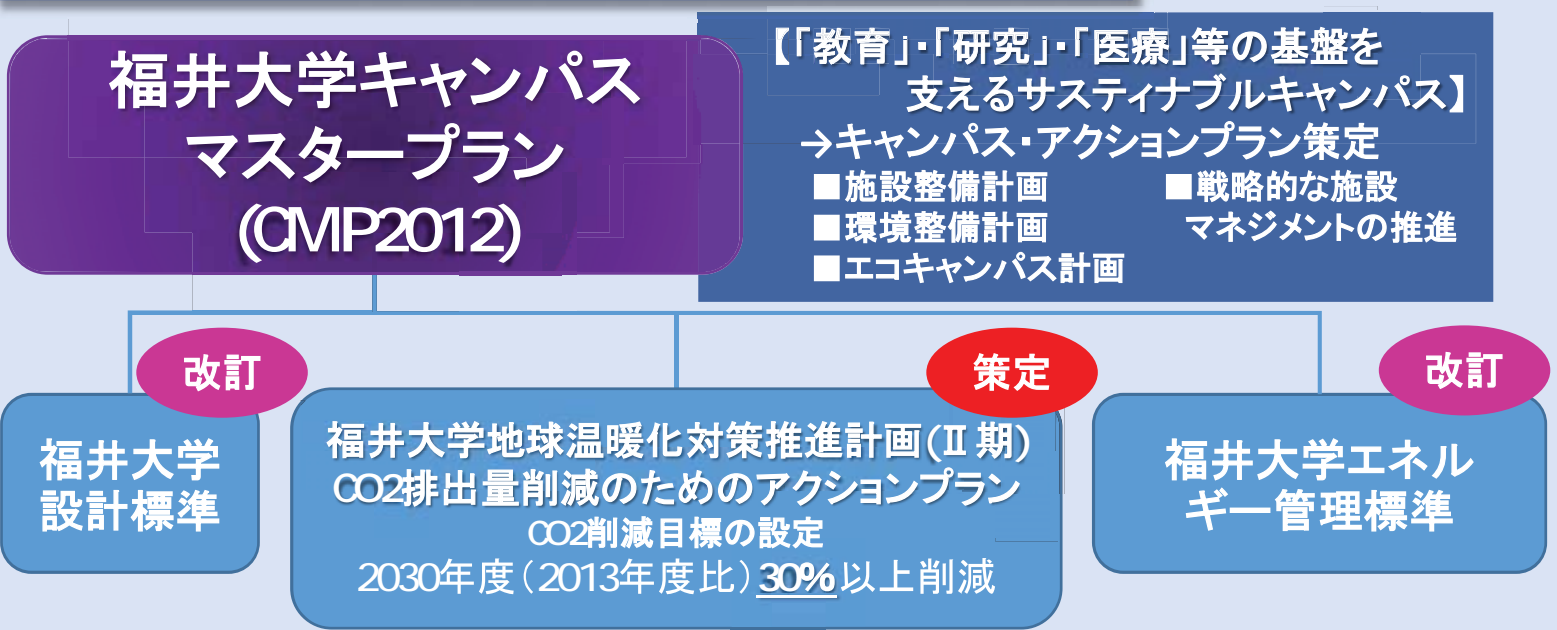 福井大学キャンパス
マスタープラン
(CMP2012)
【「教育」・「研究」・「医療」等の基盤を
支えるサスティナブルキャンパス】
→キャンパス・アクションプラン策定
■施設整備計画
■環境整備計画
■エコキャンパス計画
■戦略的な施設
マネジメントの推進
改訂
福井大学
設計標準
策定
福井大学地球温暖化対策推進計画(Ⅱ期)
CO2排出量削減のためのアクションプラン
CO2削減目標の設定
2030年度(2013年度比)30%以上削減
改訂
福井大学エネル
ギー管理標準